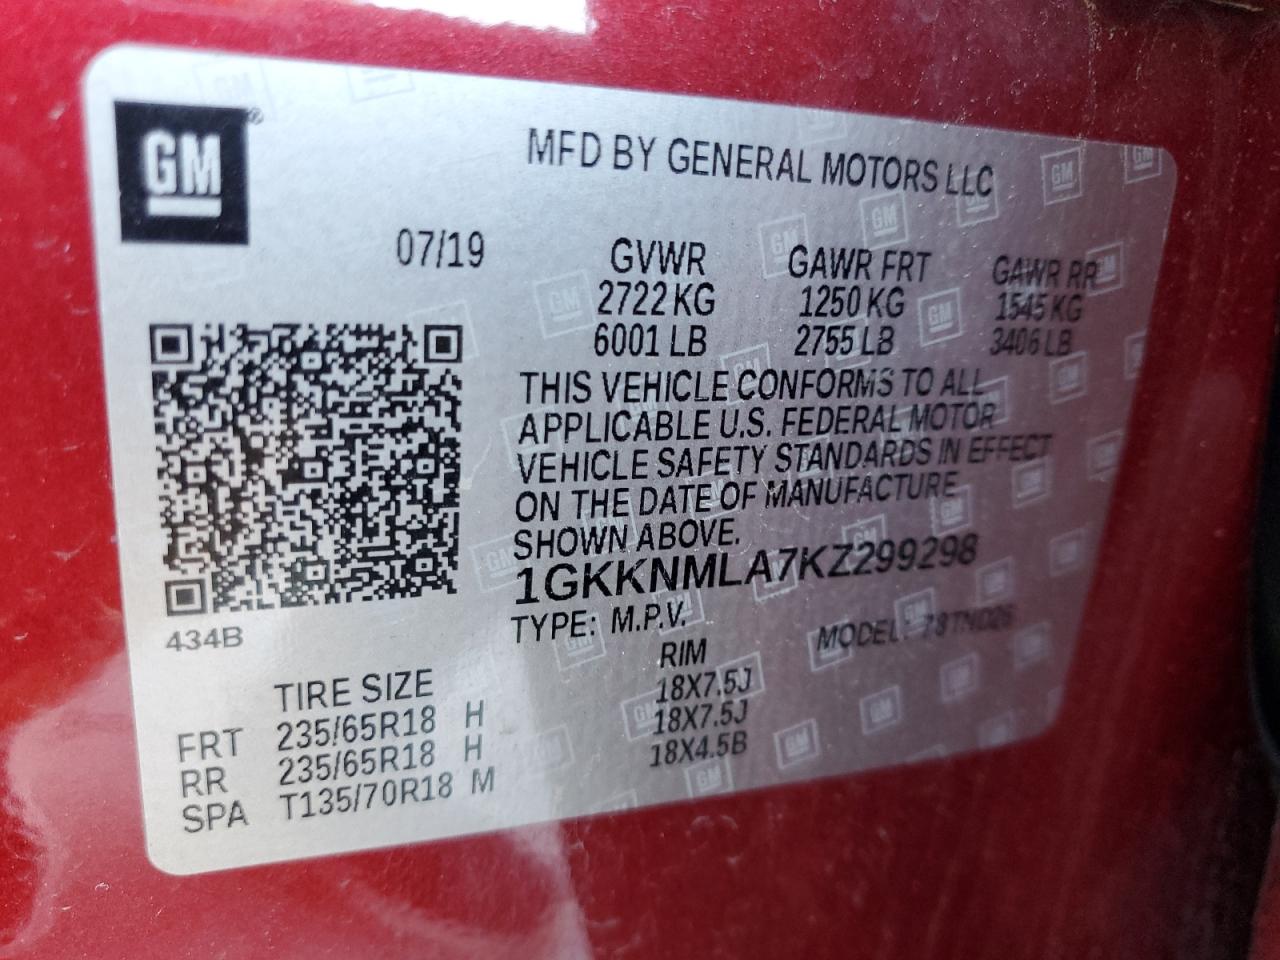 GM®
MFD BY GENERAL MOTORS LLC
07/19
GVWR GAWR FRT GAWR RR
2722 KG 1250 KG 1545 KG
6001 LB 2755 LB 3406 LB
THIS VEHICLE CONFORMS TO ALL
APPLICABLE U.S. FEDERAL MOTOR
VEHICLE SAFETY STANDARDS IN EFFECT
ON THE DATE OF MANUFACTURE
SHOWN ABOVE.
1GKKNMLA7KZ299298
TYPE: M.P.V. MODEL:
434B
TIRE SIZE RIM
FRT 235/65R18 H 18X7.5J
RR 235/65R18 H 18X7.5J
SPA T135/70R18 M 18X4.5B